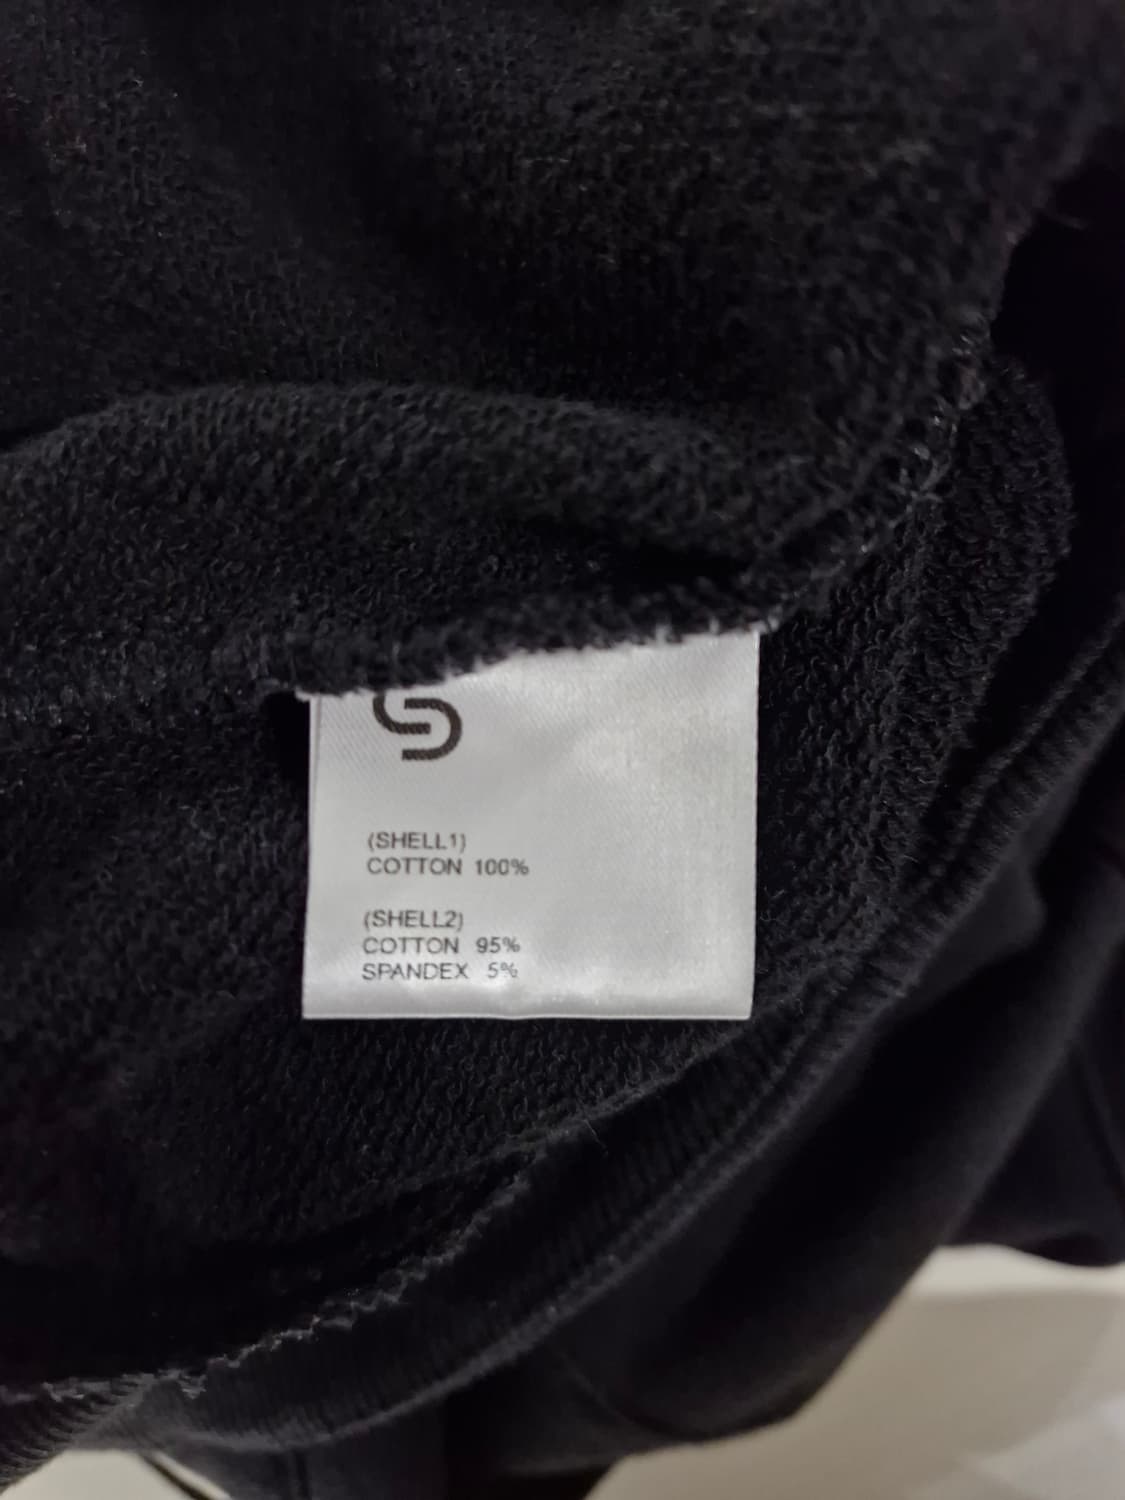 (SHELL1)
COTTON 100%
(SHELL2)
COTTON 95%
SPANDEX 5%